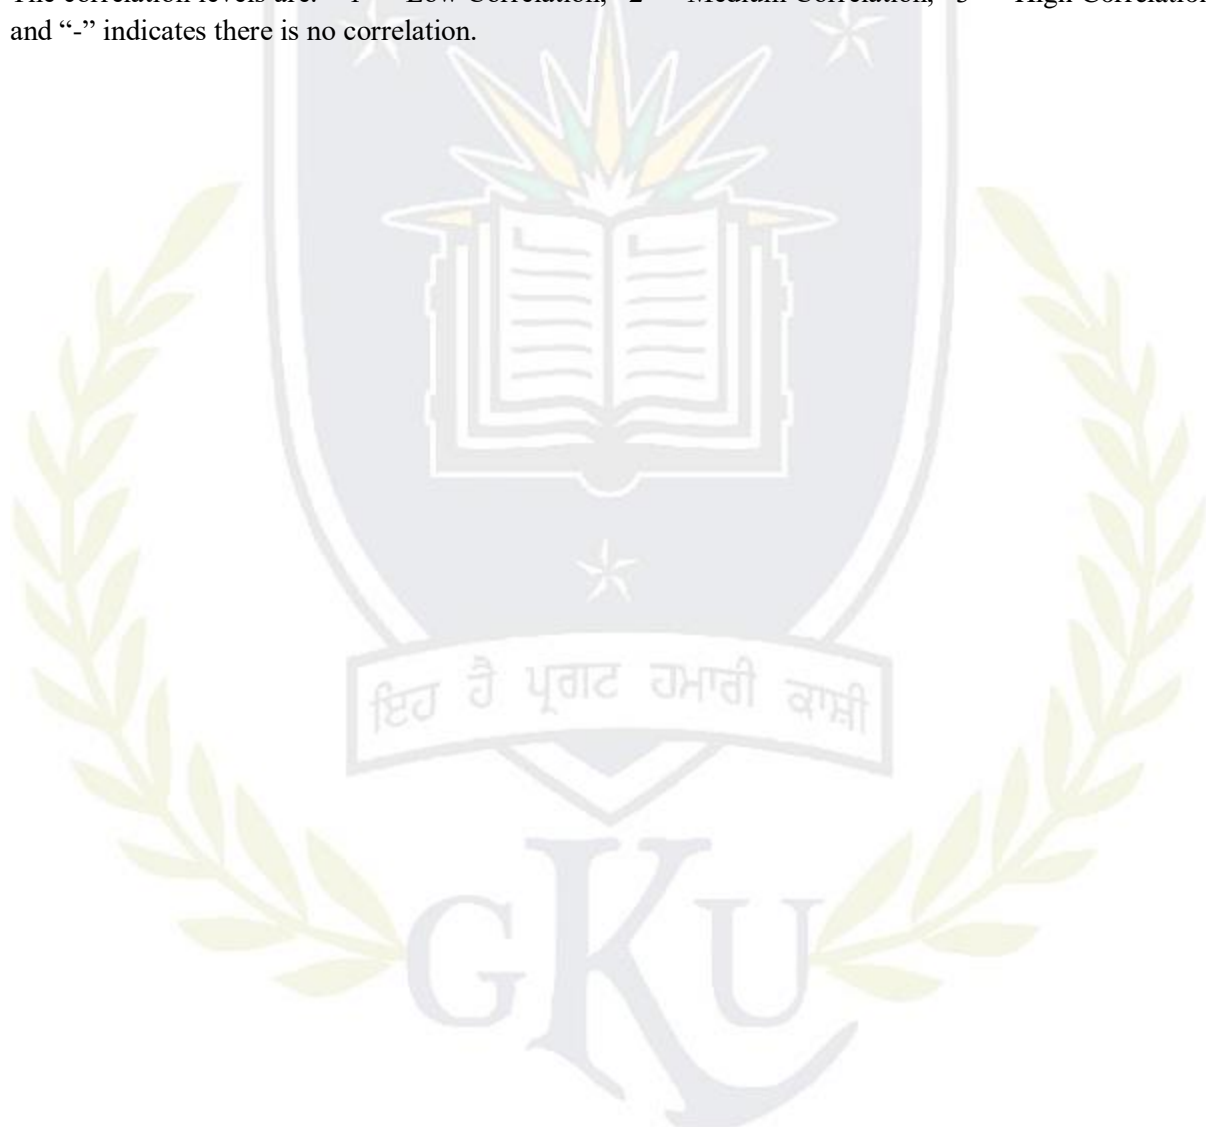 The correlation levels are: “1” – Low Correlation, “2” – Medium Correlation, “3” – High Correlation
and “-” indicates there is no correlation.
ਇਹ ਹੈ ਪ੍ਰਗਟ ਹਮਾਰੀ ਕਾਸ਼ੀ
GKU